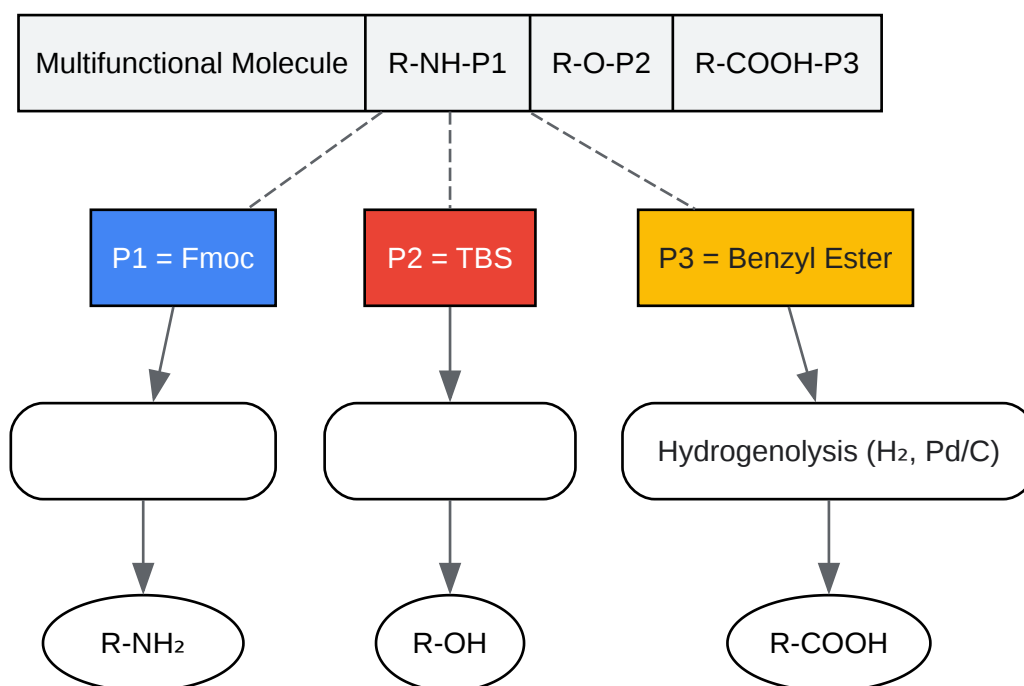 Multifunctional Molecule
R-NH-P1
R-O-P2
R-COOH-P3
P1 = Fmoc
P2 = TBS
P3 = Benzyl Ester
Hydrogenolysis (H₂, Pd/C)
R-NH₂
R-OH
R-COOH